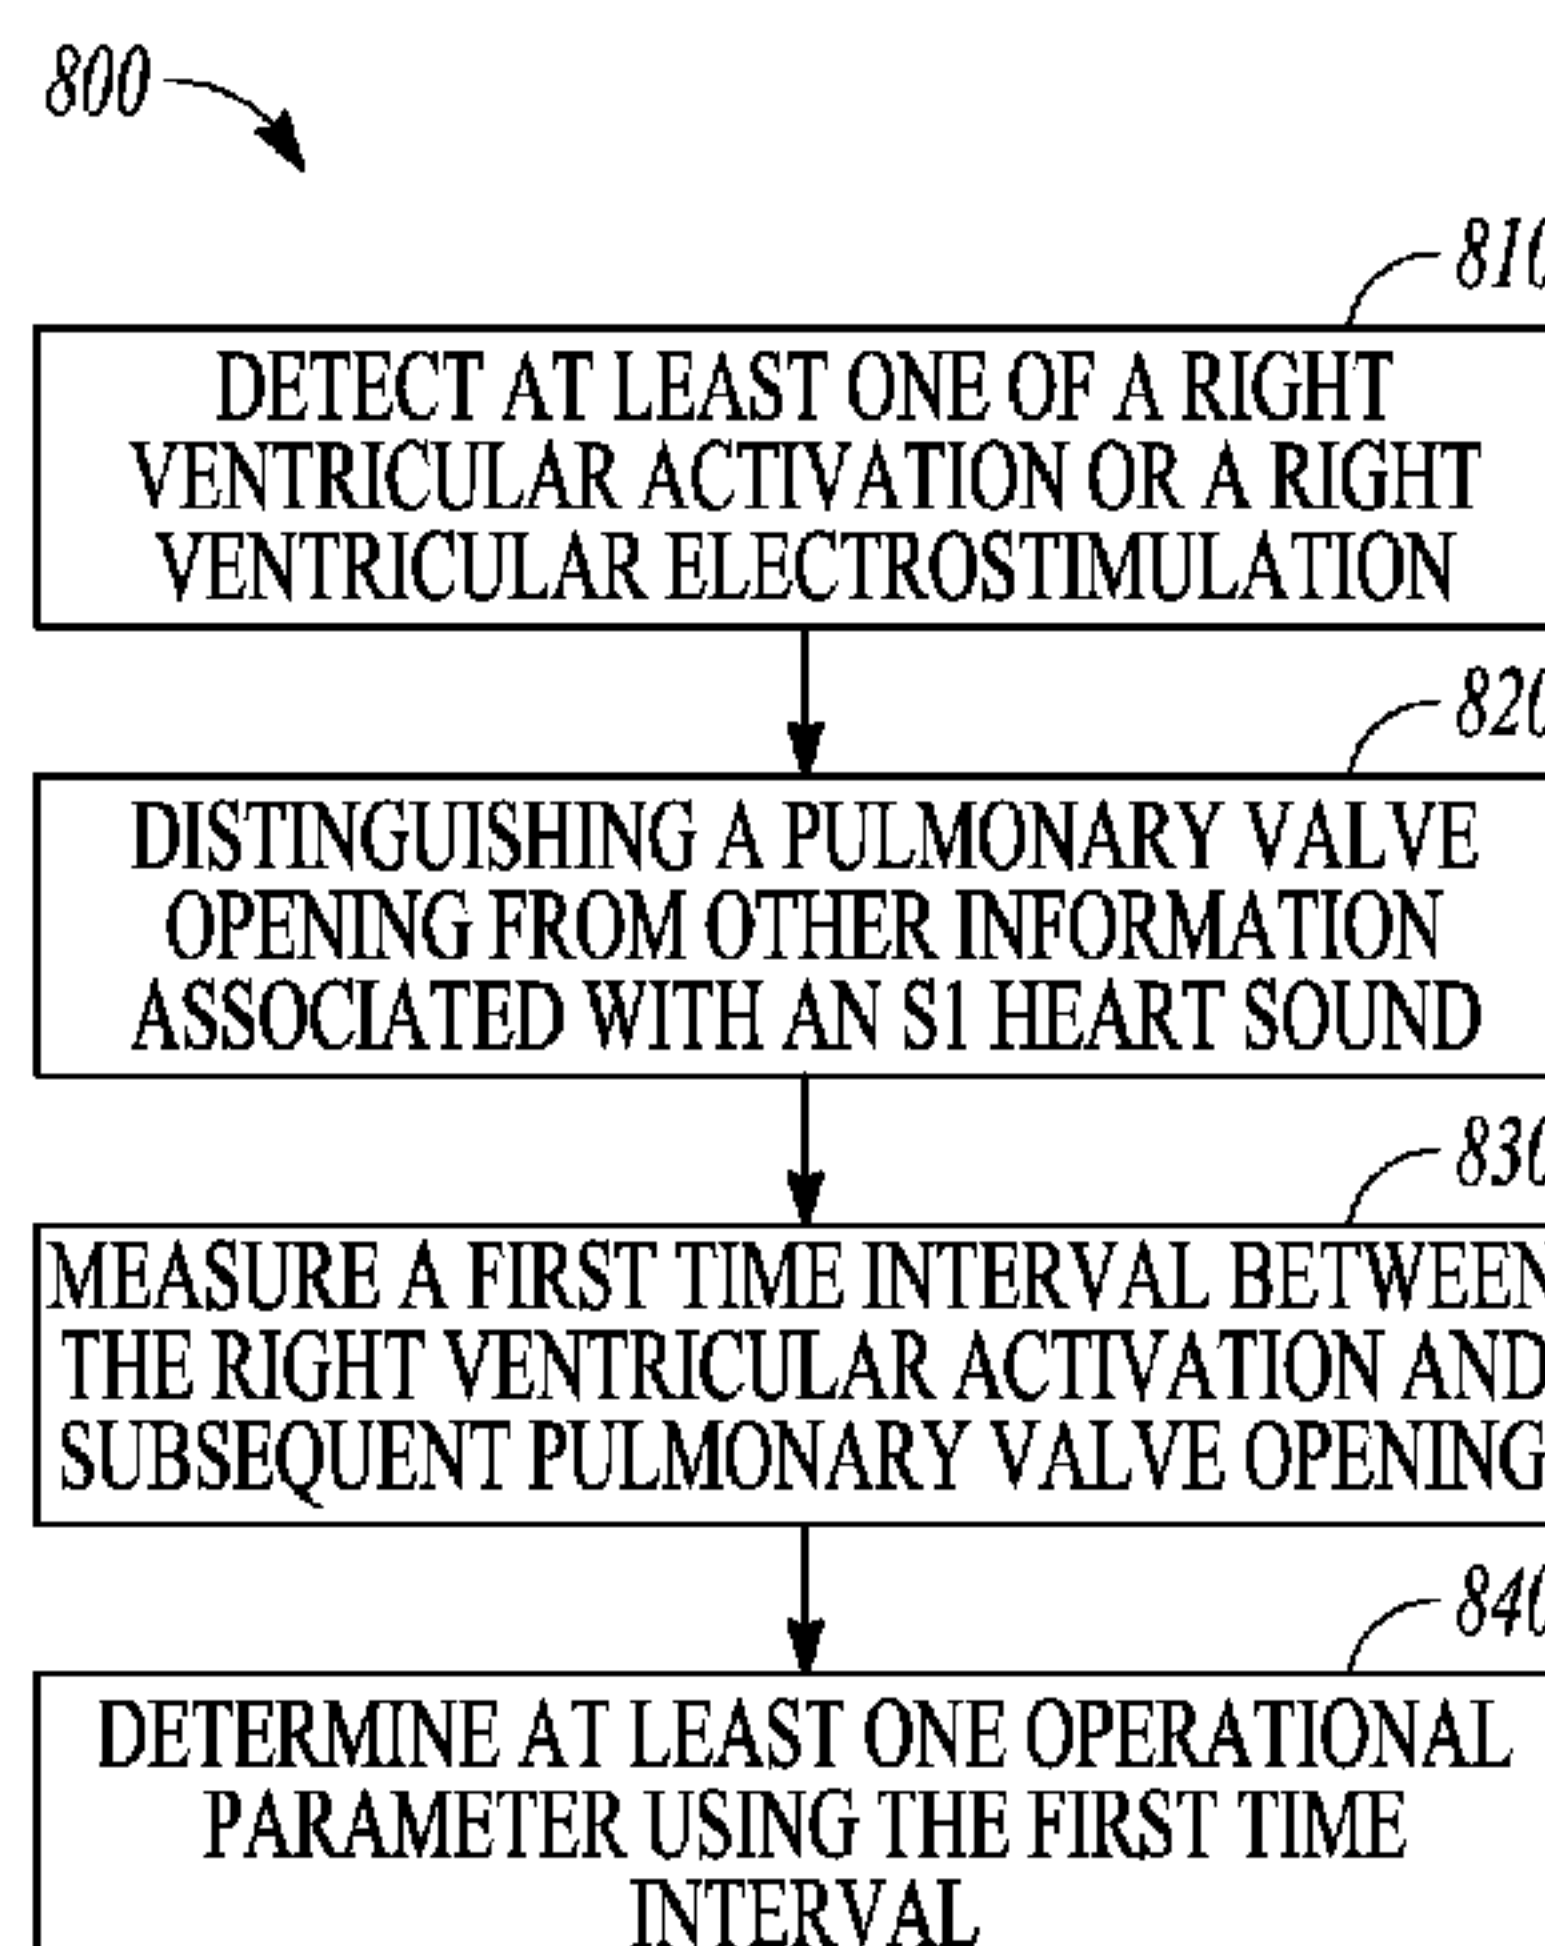 800
810
DETECT AT LEAST ONE OF A RIGHT
VENTRICULAR ACTIVATION OR A RIGHT
VENTRICULAR ELECTROSTIMULATION
820
DISTINGUISHING A PULMONARY VALVE
OPENING FROM OTHER INFORMATION
ASSOCIATED WITH AN S1 HEART SOUND
830
MEASURE A FIRST TIME INTERVAL BETWEEN
THE RIGHT VENTRICULAR ACTIVATION AND
SUBSEQUENT PULMONARY VALVE OPENING
840
DETERMINE AT LEAST ONE OPERATIONAL
PARAMETER USING THE FIRST TIME
INTERVAL